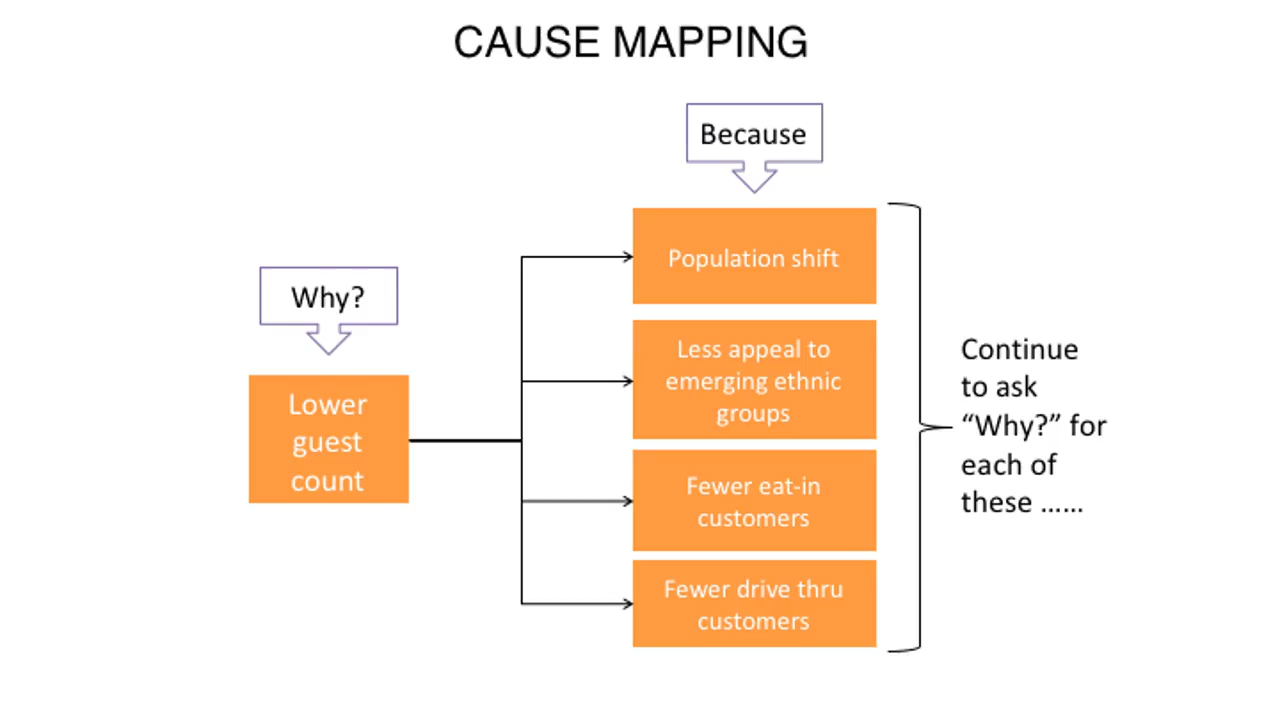 CAUSE MAPPING
Because
Why?
Lower
guest
count
Population shift
Less appeal to
emerging ethnic
groups
Fewer eat-in
customers
Fewer drive thru
customers
Continue
to ask
“Why?” for
each of
these ……